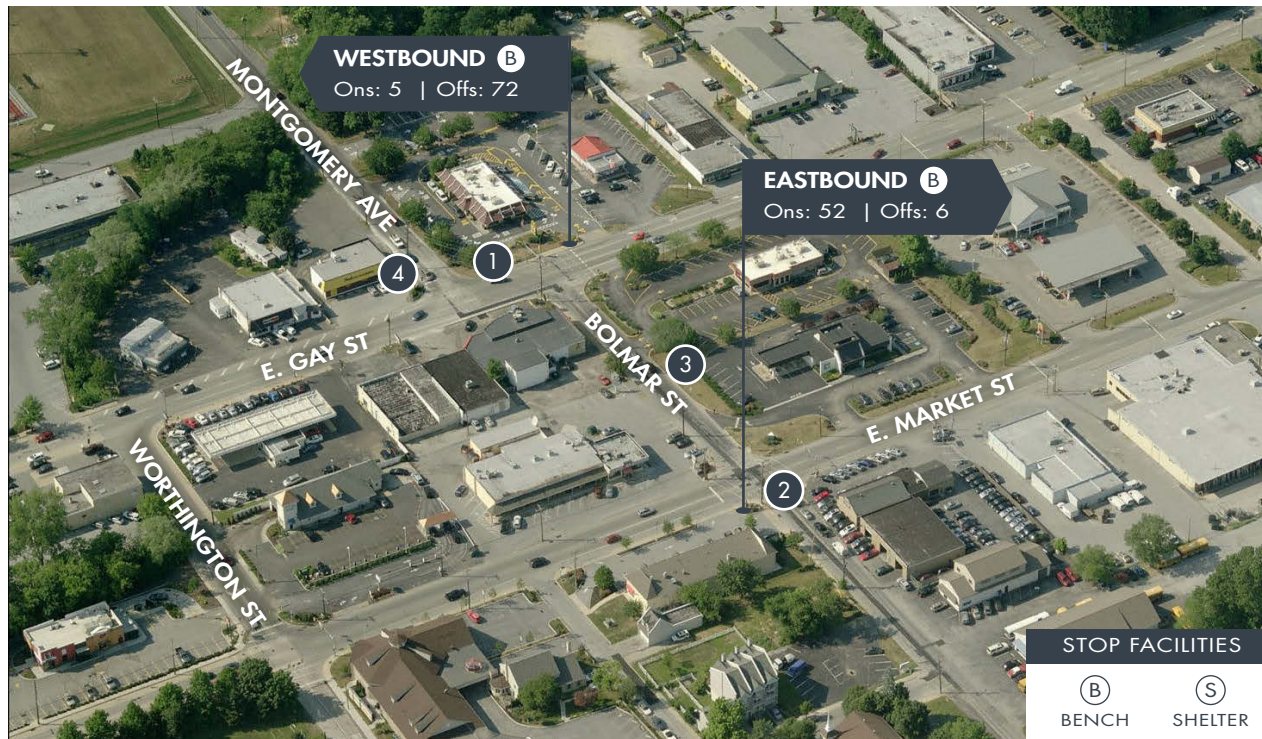 WESTBOUND B
Ons: 5 | Offs: 72
MONTGOMERY AVE
EASTBOUND B
Ons: 52 | Offs: 6
4
1
E. GAY ST
BOLMAR ST
3
E. MARKET ST
2
WORTHINGTON ST
STOP FACILITIES
B S
BENCH SHELTER